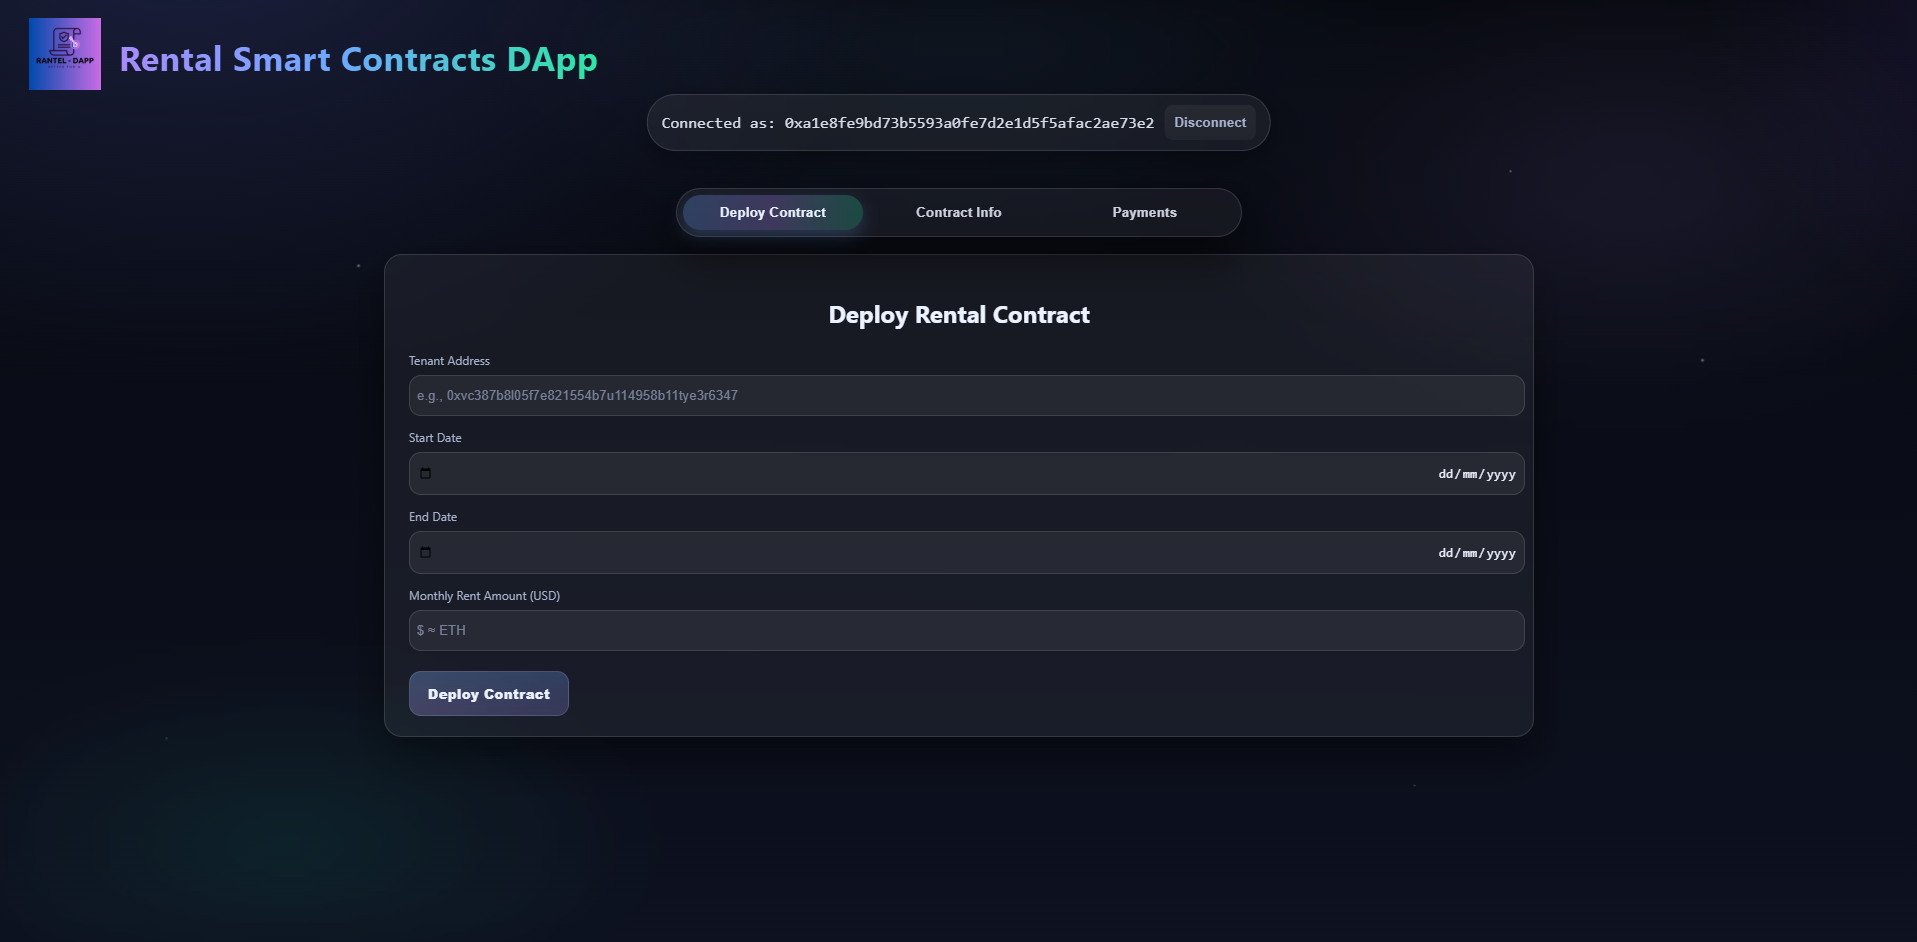 RANTEL - DAPP
Rental Smart Contracts DApp
Connected as: 0xa1e8fe9bd73b5593a0fe7d2e1d5f5afac2ae73e2 Disconnect
Deploy Contract Contract Info Payments
Deploy Rental Contract
Tenant Address
e.g., 0xvc387b8l05f7e821554b7u114958b11tye3r6347
Start Date
dd/mm/yyyy
End Date
dd/mm/yyyy
Monthly Rent Amount (USD)
$ ≈ ETH
Deploy Contract